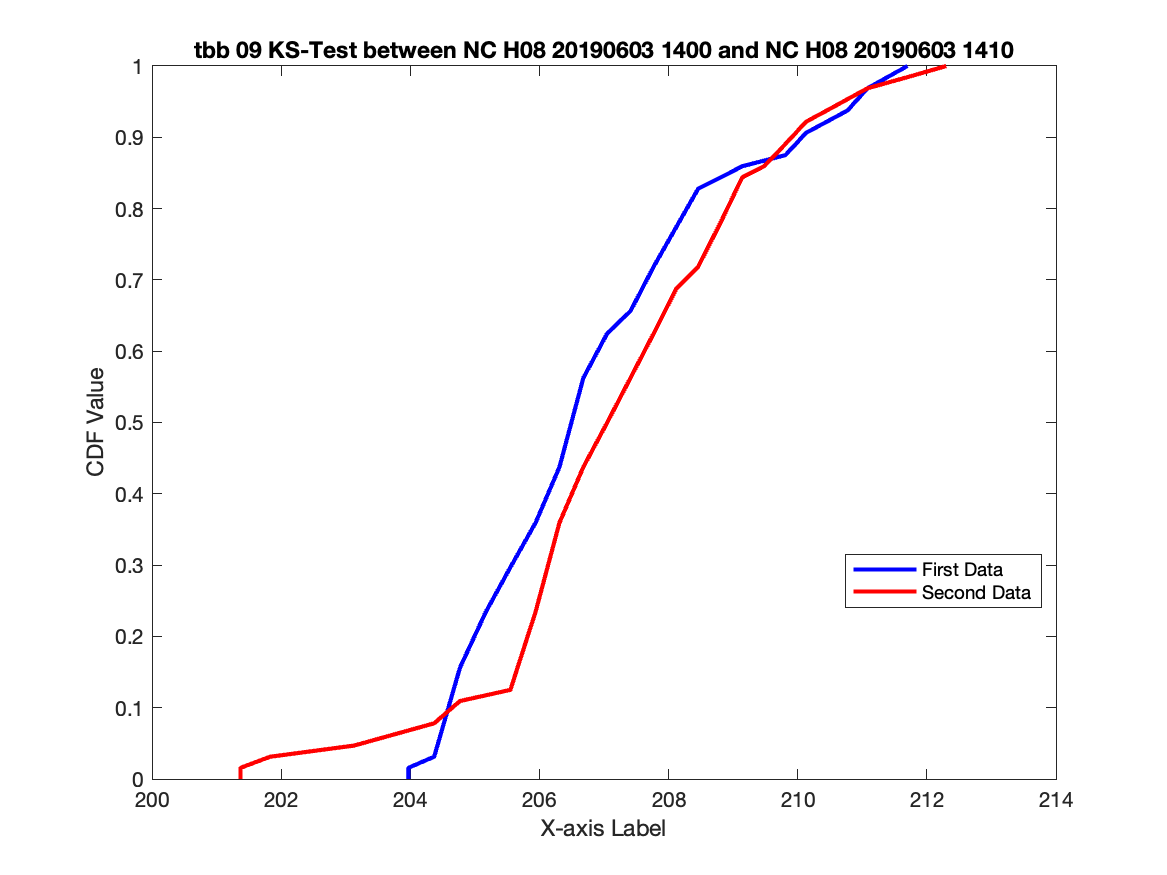 tbb 09 KS-Test between NC H08 20190603 1400 and NC H08 20190603 1410
1
0.9
0.8
0.7
0.6
0.5
0.4
0.3
0.2
0.1
0
CDF Value
First Data
Second Data
200 202 204 206 208 210 212 214
X-axis Label